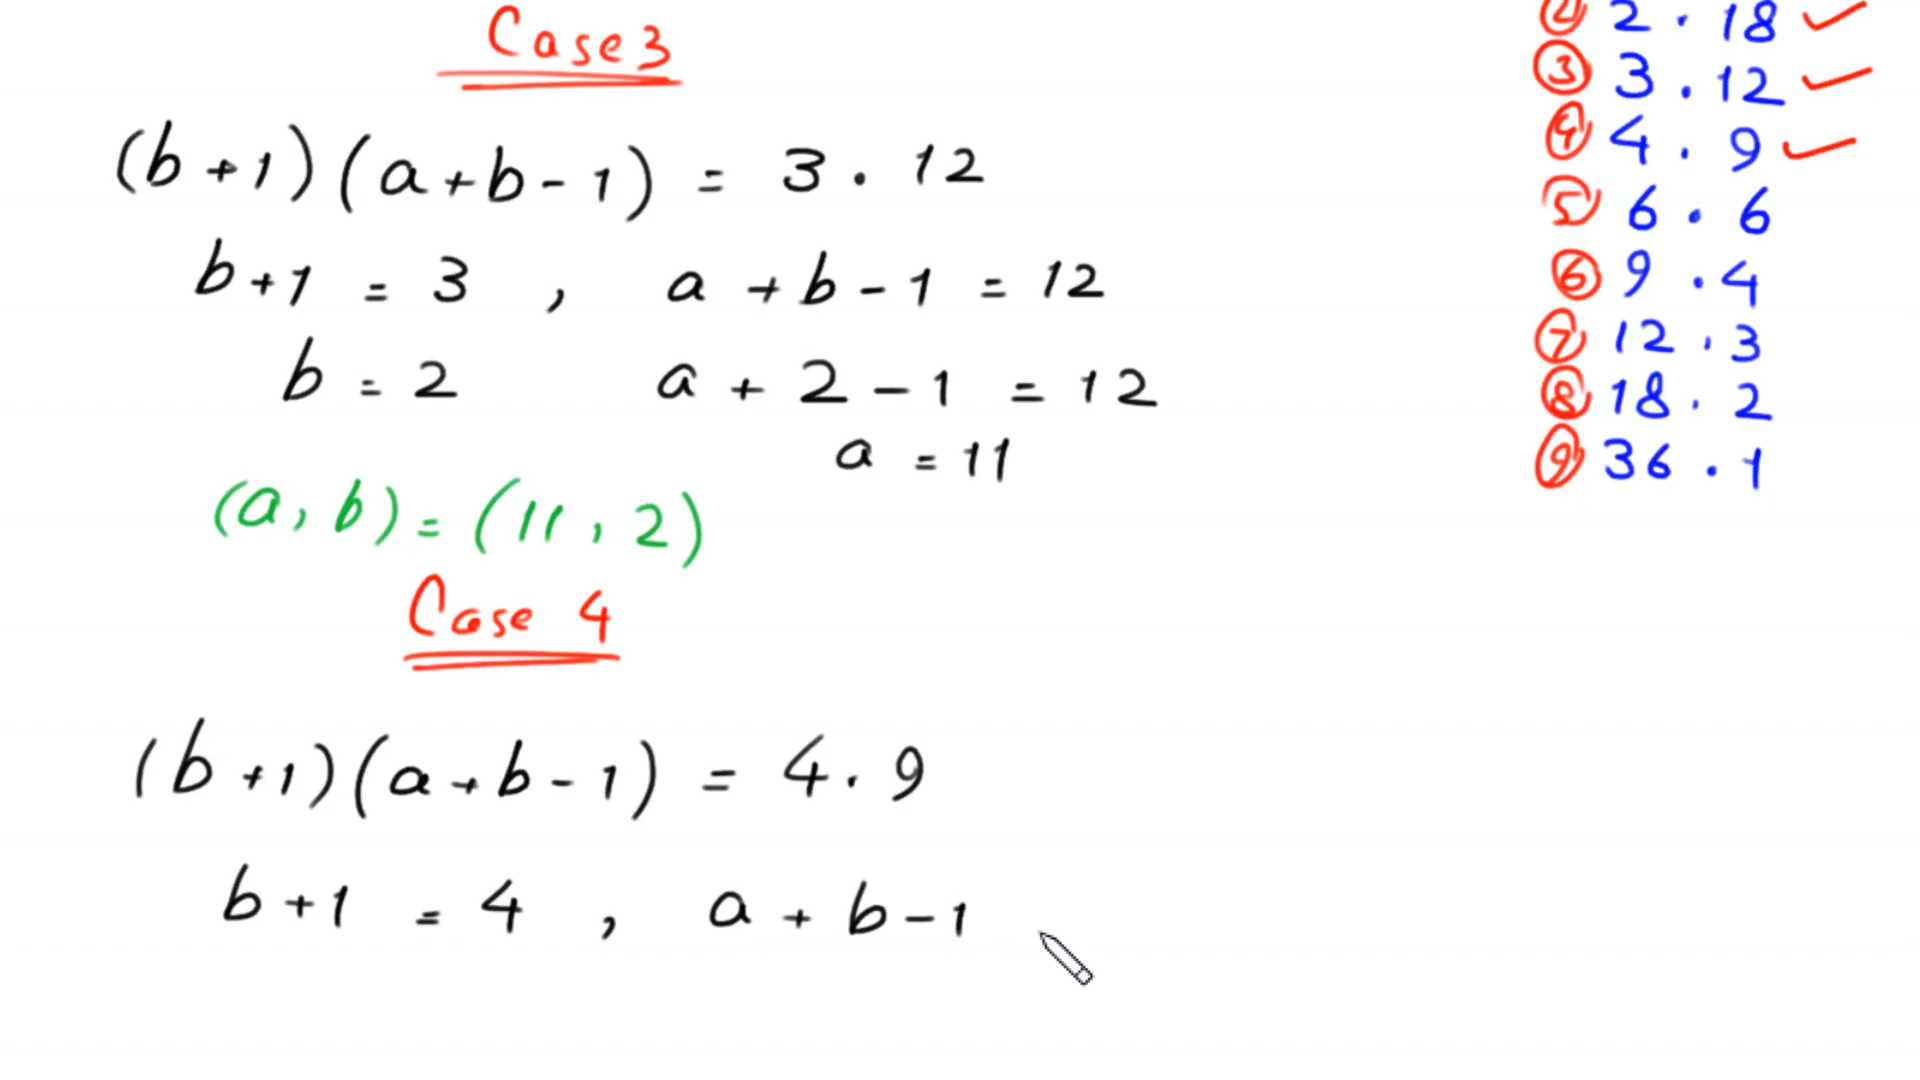 Case 3
(b+1)(a+b-1) = 3 . 12
b+1 = 3 , a+b-1 = 12
b = 2 a + 2 - 1 = 12
a = 11
(a, b) = (11, 2)
Case 4
(b+1)(a+b-1) = 4 . 9
b+1 = 4 , a + b - 1
② 2 . 18 ✓
③ 3 . 12 ✓
④ 4 . 9 ✓
⑤ 6 . 6
⑥ 9 . 4
⑦ 12 . 3
⑧ 18 . 2
⑨ 36 . 1